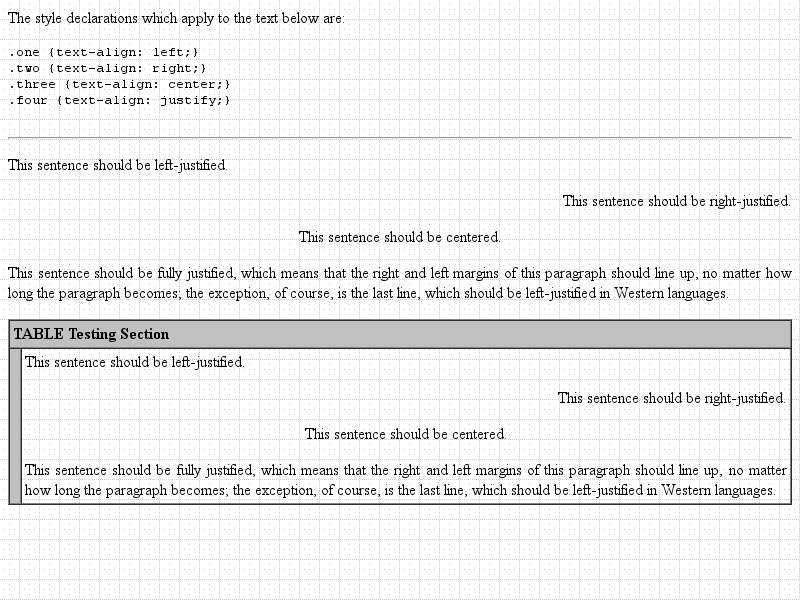 The style declarations which apply to the text below are:
.one {text-align: left;}
.two {text-align: right;}
.three {text-align: center;}
.four {text-align: justify;}
This sentence should be left-justified.
This sentence should be right-justified.
This sentence should be centered.
This sentence should be fully justified, which means that the right and left margins of this paragraph should line up, no matter how
long the paragraph becomes; the exception, of course, is the last line, which should be left-justified in Western languages.
TABLE Testing Section
This sentence should be left-justified.
This sentence should be right-justified.
This sentence should be centered.
This sentence should be fully justified, which means that the right and left margins of this paragraph should line up, no matter
how long the paragraph becomes; the exception, of course, is the last line, which should be left-justified in Western languages.